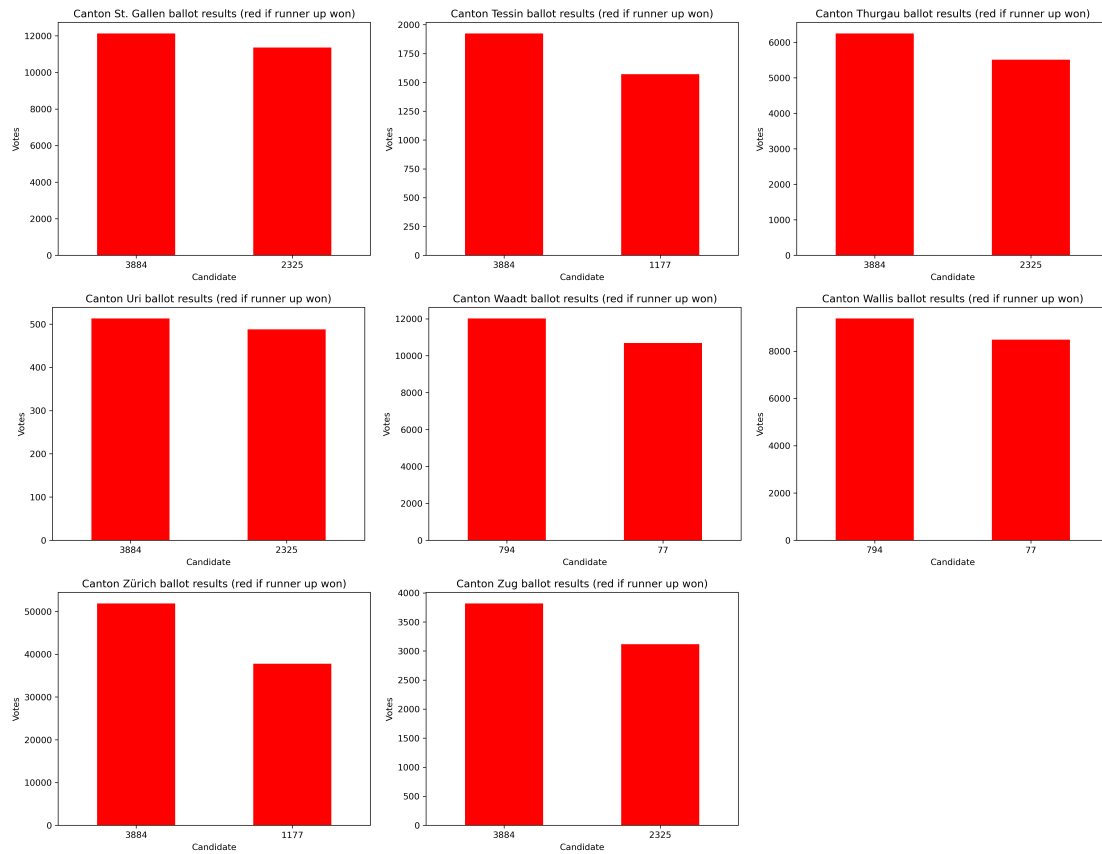 Canton St. Gallen ballot results (red if runner up won)
12000
10000
8000
6000
4000
2000
0
Votes
3884 2325
Candidate
Canton Tessin ballot results (red if runner up won)
2000
1750
1500
1250
1000
750
500
250
0
Votes
3884 1177
Candidate
Canton Thurgau ballot results (red if runner up won)
6000
5000
4000
3000
2000
1000
0
Votes
3884 2325
Candidate
Canton Uri ballot results (red if runner up won)
500
400
300
200
100
0
Votes
3884 2325
Candidate
Canton Waadt ballot results (red if runner up won)
12000
10000
8000
6000
4000
2000
0
Votes
794 77
Candidate
Canton Wallis ballot results (red if runner up won)
8000
6000
4000
2000
0
Votes
794 77
Candidate
Canton Zürich ballot results (red if runner up won)
50000
40000
30000
20000
10000
0
Votes
3884 1177
Candidate
Canton Zug ballot results (red if runner up won)
4000
3500
3000
2500
2000
1500
1000
500
0
Votes
3884 2325
Candidate